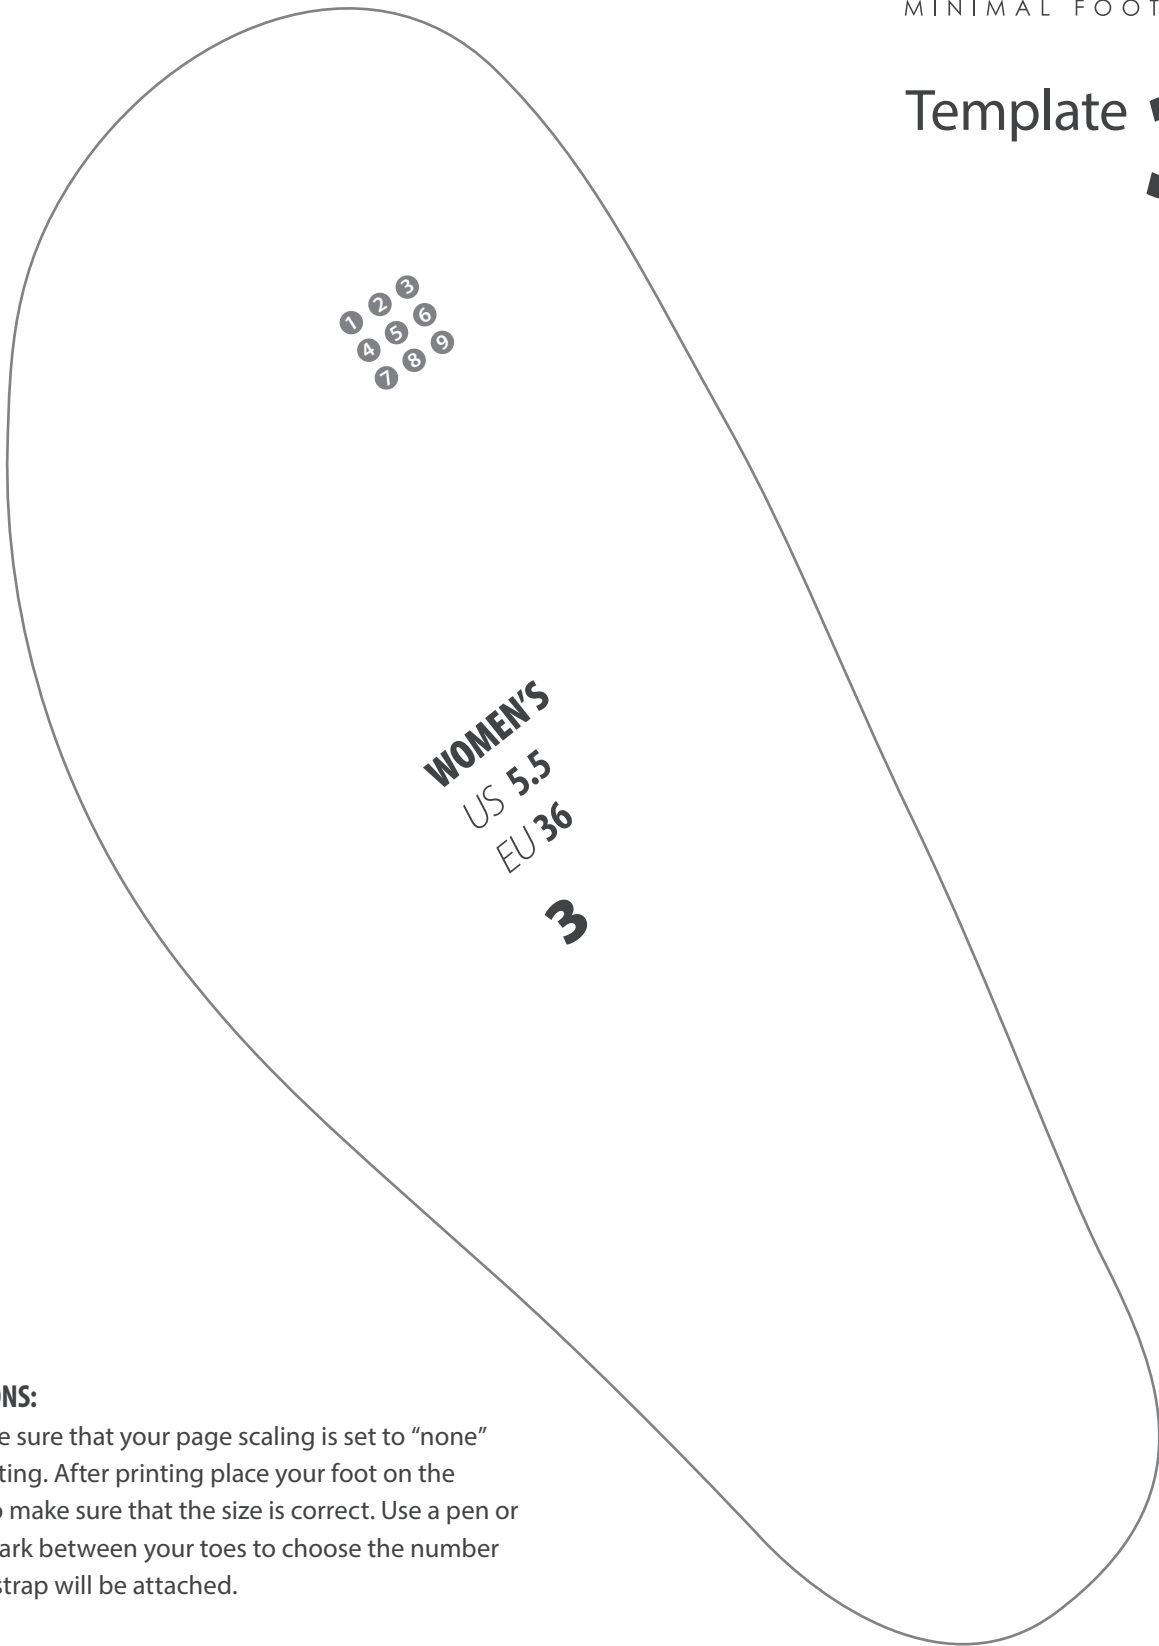 MINIMAL FOOT
Template 3
1 2 3
4 5 6
7 8 9
WOMEN'S
US 5.5
EU 36
3
ONS:
e sure that your page scaling is set to “none”
ting. After printing place your foot on the
o make sure that the size is correct. Use a pen or
ark between your toes to choose the number
strap will be attached.